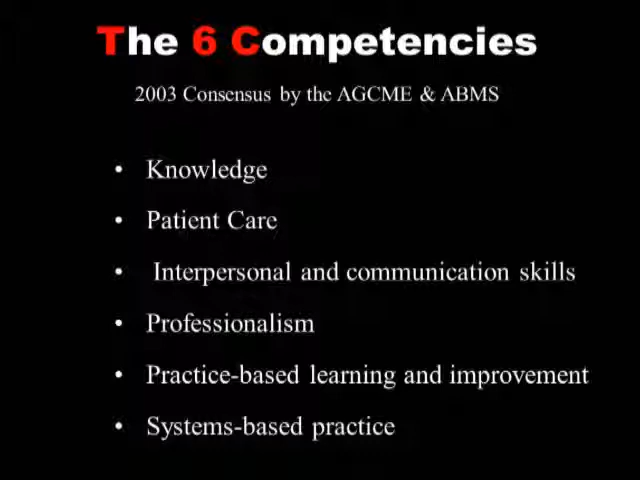 The 6 Competencies
2003 Consensus by the AGCME & ABMS
• Knowledge
• Patient Care
• Interpersonal and communication skills
• Professionalism
• Practice-based learning and improvement
• Systems-based practice